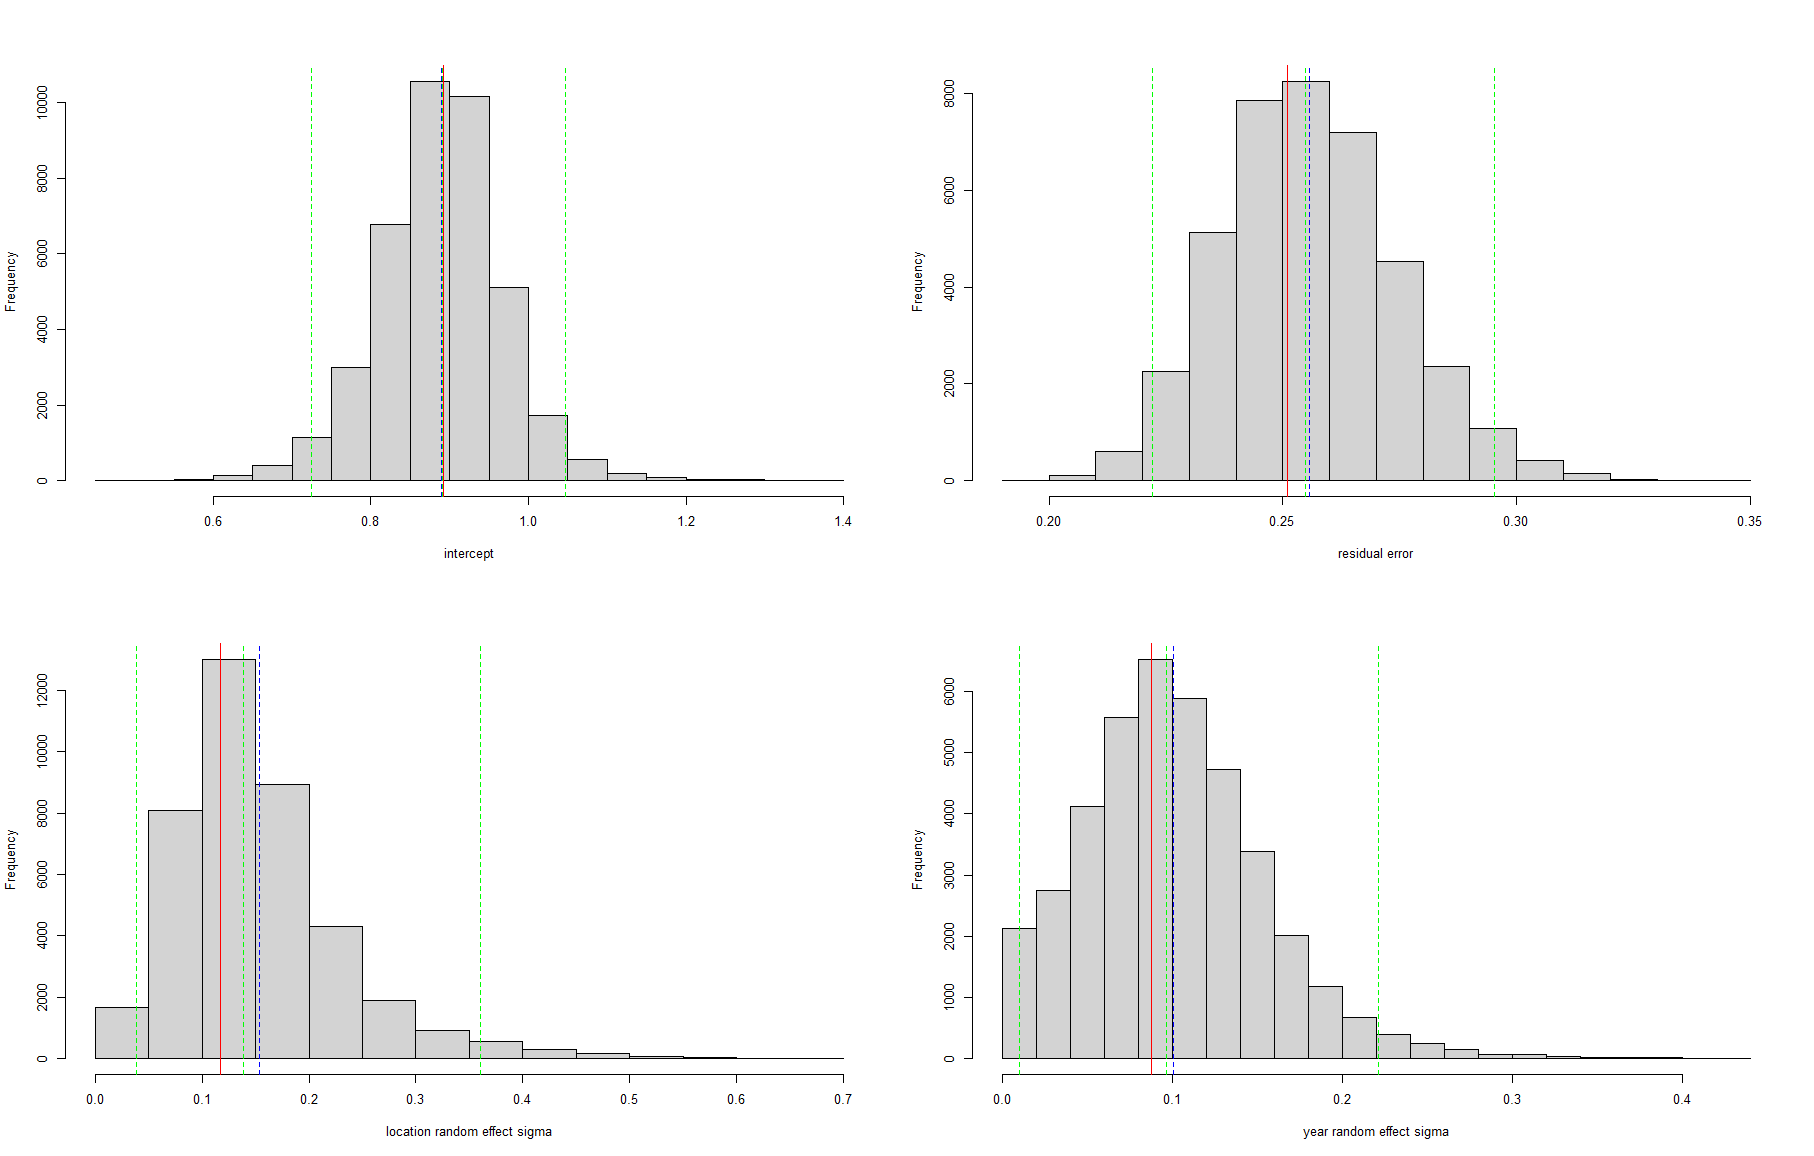 Frequency
0
2000
4000
6000
8000
10000
0.6 0.8 1.0 1.2 1.4
intercept
Frequency
0
2000
4000
6000
8000
0.20 0.25 0.30 0.35
residual error
Frequency
0
2000
4000
6000
8000
10000
12000
0.0 0.1 0.2 0.3 0.4 0.5 0.6 0.7
location random effect sigma
Frequency
0
1000
2000
3000
4000
5000
6000
0.0 0.1 0.2 0.3 0.4
year random effect sigma